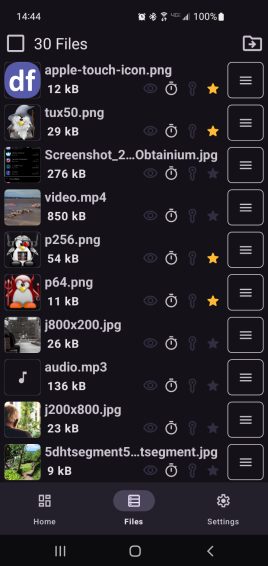 14:44
100%
30 Files
df
apple-touch-icon.png
12 kB
tux50.png
29 kB
Screenshot_2...Obtainium.jpg
276 kB
video.mp4
850 kB
p256.png
54 kB
p64.png
11 kB
j800x200.jpg
26 kB
audio.mp3
136 kB
j200x800.jpg
23 kB
5dhtsegment5...tsegment.jpg
9 kB
Home
Files
Settings